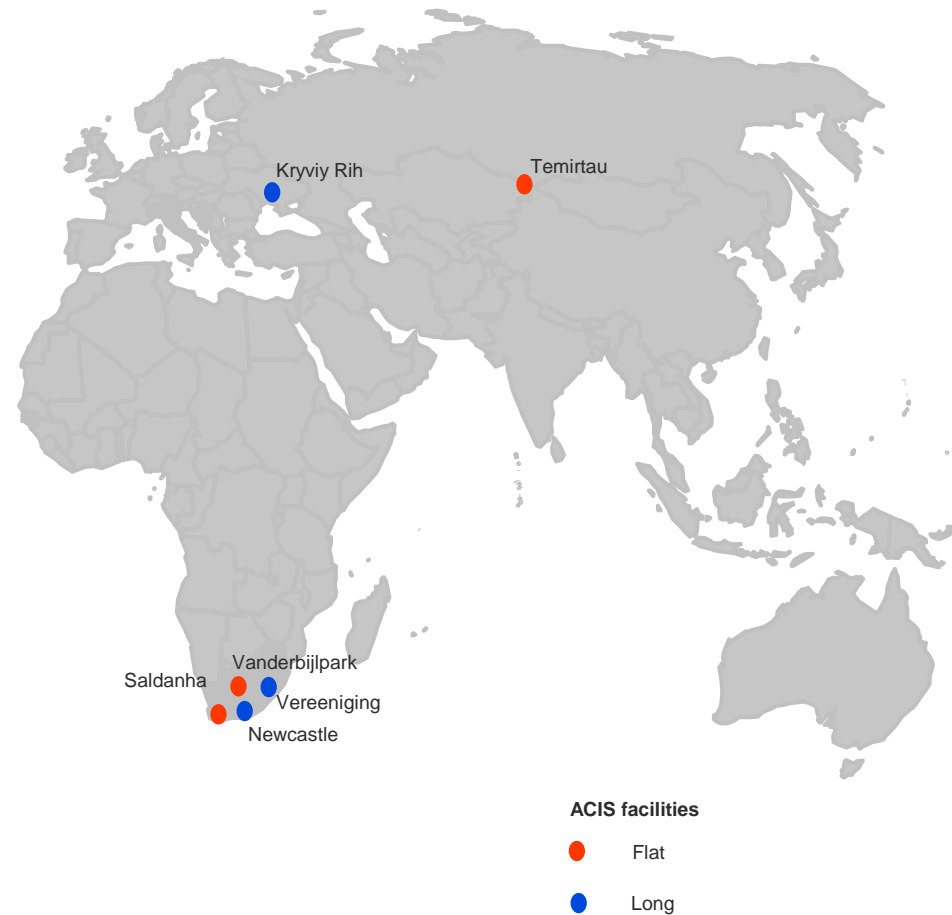 Kryviy Rih
Temirtau
Vanderbijlpark
Saldanha
Vereeniging
Newcastle
ACIS facilities
Flat
Long